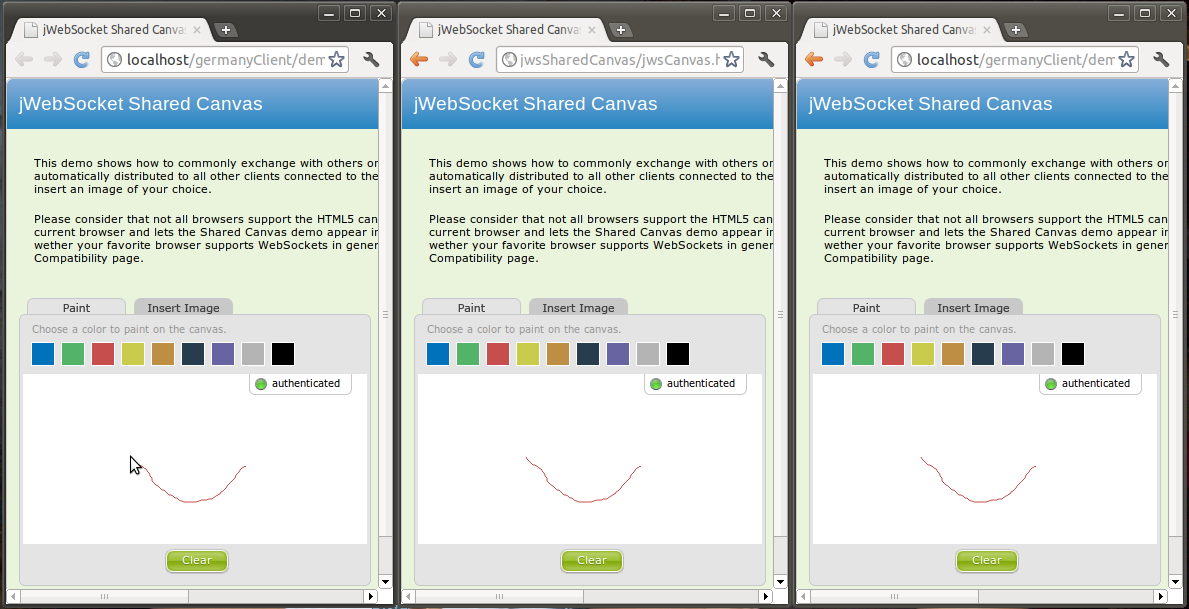 jWebSocket Shared Canva
localhost/germanyClient/dem
jWebSocket Shared Canvas
This demo shows how to commonly exchange with others or
automatically distributed to all other clients connected to the
insert an image of your choice.
Please consider that not all browsers support the HTML5 can
current browser and lets the Shared Canvas demo appear in
wether your favorite browser supports WebSockets in gener
Compatibility page.
Paint
Insert Image
Choose a color to paint on the canvas.
authenticated
Clear
jWebSocket Shared Canva
jwsSharedCanvas/jwsCanvas.h
jWebSocket Shared Canvas
This demo shows how to commonly exchange with others or
automatically distributed to all other clients connected to the
insert an image of your choice.
Please consider that not all browsers support the HTML5 can
current browser and lets the Shared Canvas demo appear in
wether your favorite browser supports WebSockets in gener
Compatibility page.
Paint
Insert Image
Choose a color to paint on the canvas.
authenticated
Clear
jWebSocket Shared Canva
localhost/germanyClient/dem
jWebSocket Shared Canvas
This demo shows how to commonly exchange with others or
automatically distributed to all other clients connected to the
insert an image of your choice.
Please consider that not all browsers support the HTML5 can
current browser and lets the Shared Canvas demo appear in
wether your favorite browser supports WebSockets in gener
Compatibility page.
Paint
Insert Image
Choose a color to paint on the canvas.
authenticated
Clear